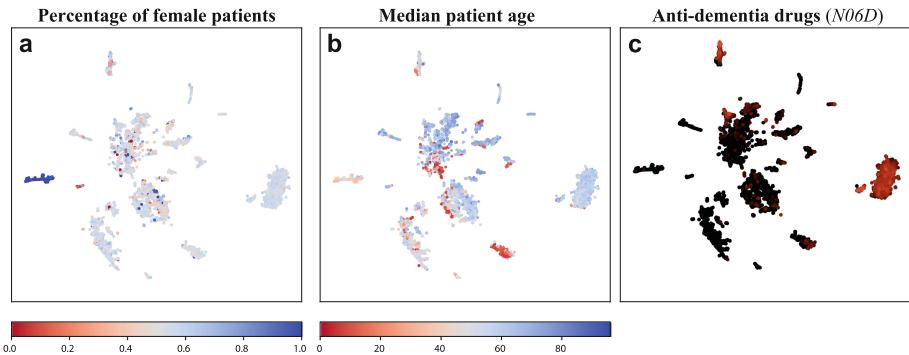 Percentage of female patients
Median patient age
Anti-dementia drugs (N06D)
a
b
c
0.0 0.2 0.4 0.6 0.8 1.0
0 20 40 60 80